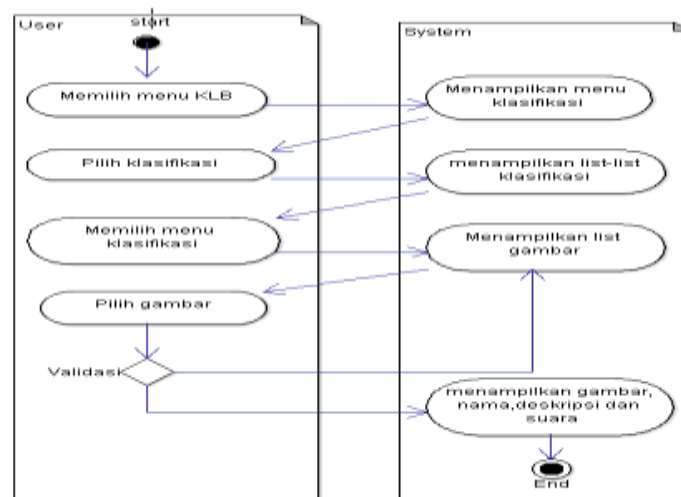 User
start
System
Memilih menu KLB
Menampilkan menu
klasifikasi
Pilih klasifikasi
menampilkan list-list
klasifikasi
Memilih menu
klasifikasi
Menampilkan list
gambar
Pilih gambar
Validasi
menampilkan gambar,
nama,deskripsi dan
suara
End